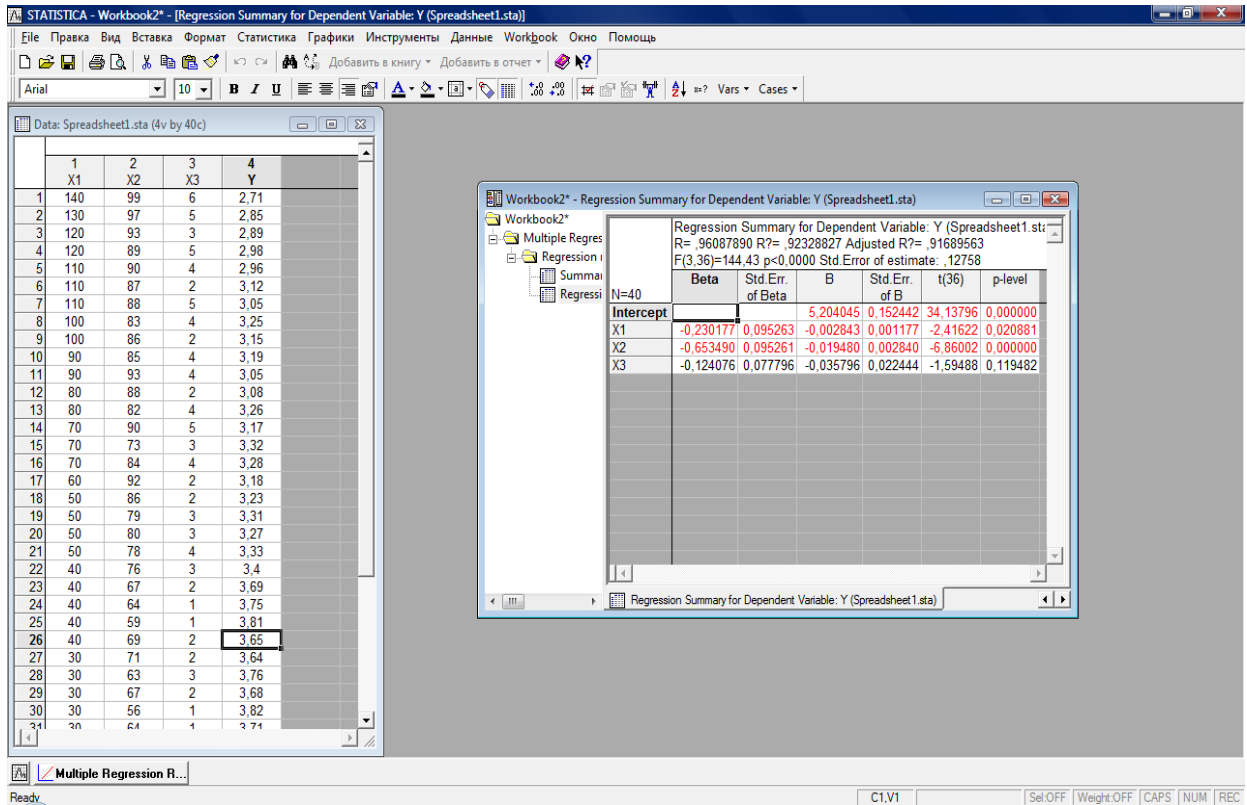 STATISTICA - Workbook2* - [Regression Summary for Dependent Variable: Y (Spreadsheet1.sta)]
File Правка Вид Вставка Формат Статистика Графики Инструменты Данные Workbook Окно Помощь
Добавить в книгу Добавить в отчет
Arial 10 B I U Vars Cases
Data: Spreadsheet1.sta (4v by 40c)
1 2 3 4
X1 X2 X3 Y
1 140 99 6 2,71
2 130 97 5 2,85
3 120 93 3 2,89
4 120 89 5 2,98
5 110 90 4 2,96
6 110 87 2 3,12
7 110 88 5 3,05
8 100 83 4 3,25
9 100 86 2 3,15
10 90 85 4 3,19
11 90 93 4 3,05
12 80 88 2 3,08
13 80 82 4 3,26
14 70 90 5 3,17
15 70 73 3 3,32
16 70 84 4 3,28
17 60 92 2 3,18
18 50 86 2 3,23
19 50 79 3 3,31
20 50 80 3 3,27
21 50 78 4 3,33
22 40 76 3 3,4
23 40 67 2 3,69
24 40 64 1 3,75
25 40 59 1 3,81
26 40 69 2 3,65
27 30 71 2 3,64
28 30 63 3 3,76
29 30 67 2 3,68
30 30 56 1 3,82
31 30 64 1 3,71
Workbook2* - Regression Summary for Dependent Variable: Y (Spreadsheet1.sta)
Workbook2*
Multiple Regres
Regression r
Summar
Regressi
Regression Summary for Dependent Variable: Y (Spreadsheet1.sta
R= ,96087890 R?= ,92328827 Adjusted R?= ,91689563
F(3,36)=144,43 p<0,0000 Std.Error of estimate: ,12758
Beta Std.Err. B Std.Err. t(36) p-level
N=40 of Beta of B
Intercept 5,204045 0,152442 34,13796 0,000000
X1 -0,230177 0,095263 -0,002843 0,001177 -2,41622 0,020881
X2 -0,653490 0,095261 -0,019480 0,002840 -6,86002 0,000000
X3 -0,124076 0,077796 -0,035796 0,022444 -1,59488 0,119482
Regression Summary for Dependent Variable: Y (Spreadsheet1.sta)
Multiple Regression R...
Ready C1,V1 Sel:OFF Weight:OFF CAPS NUM REC